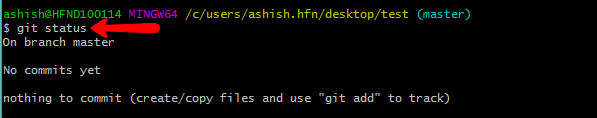 ashish@HFND100114 MINGW64 /c/users/ashish.hfn/desktop/test (master)
$ git status
On branch master
No commits yet
nothing to commit (create/copy files and use "git add" to track)